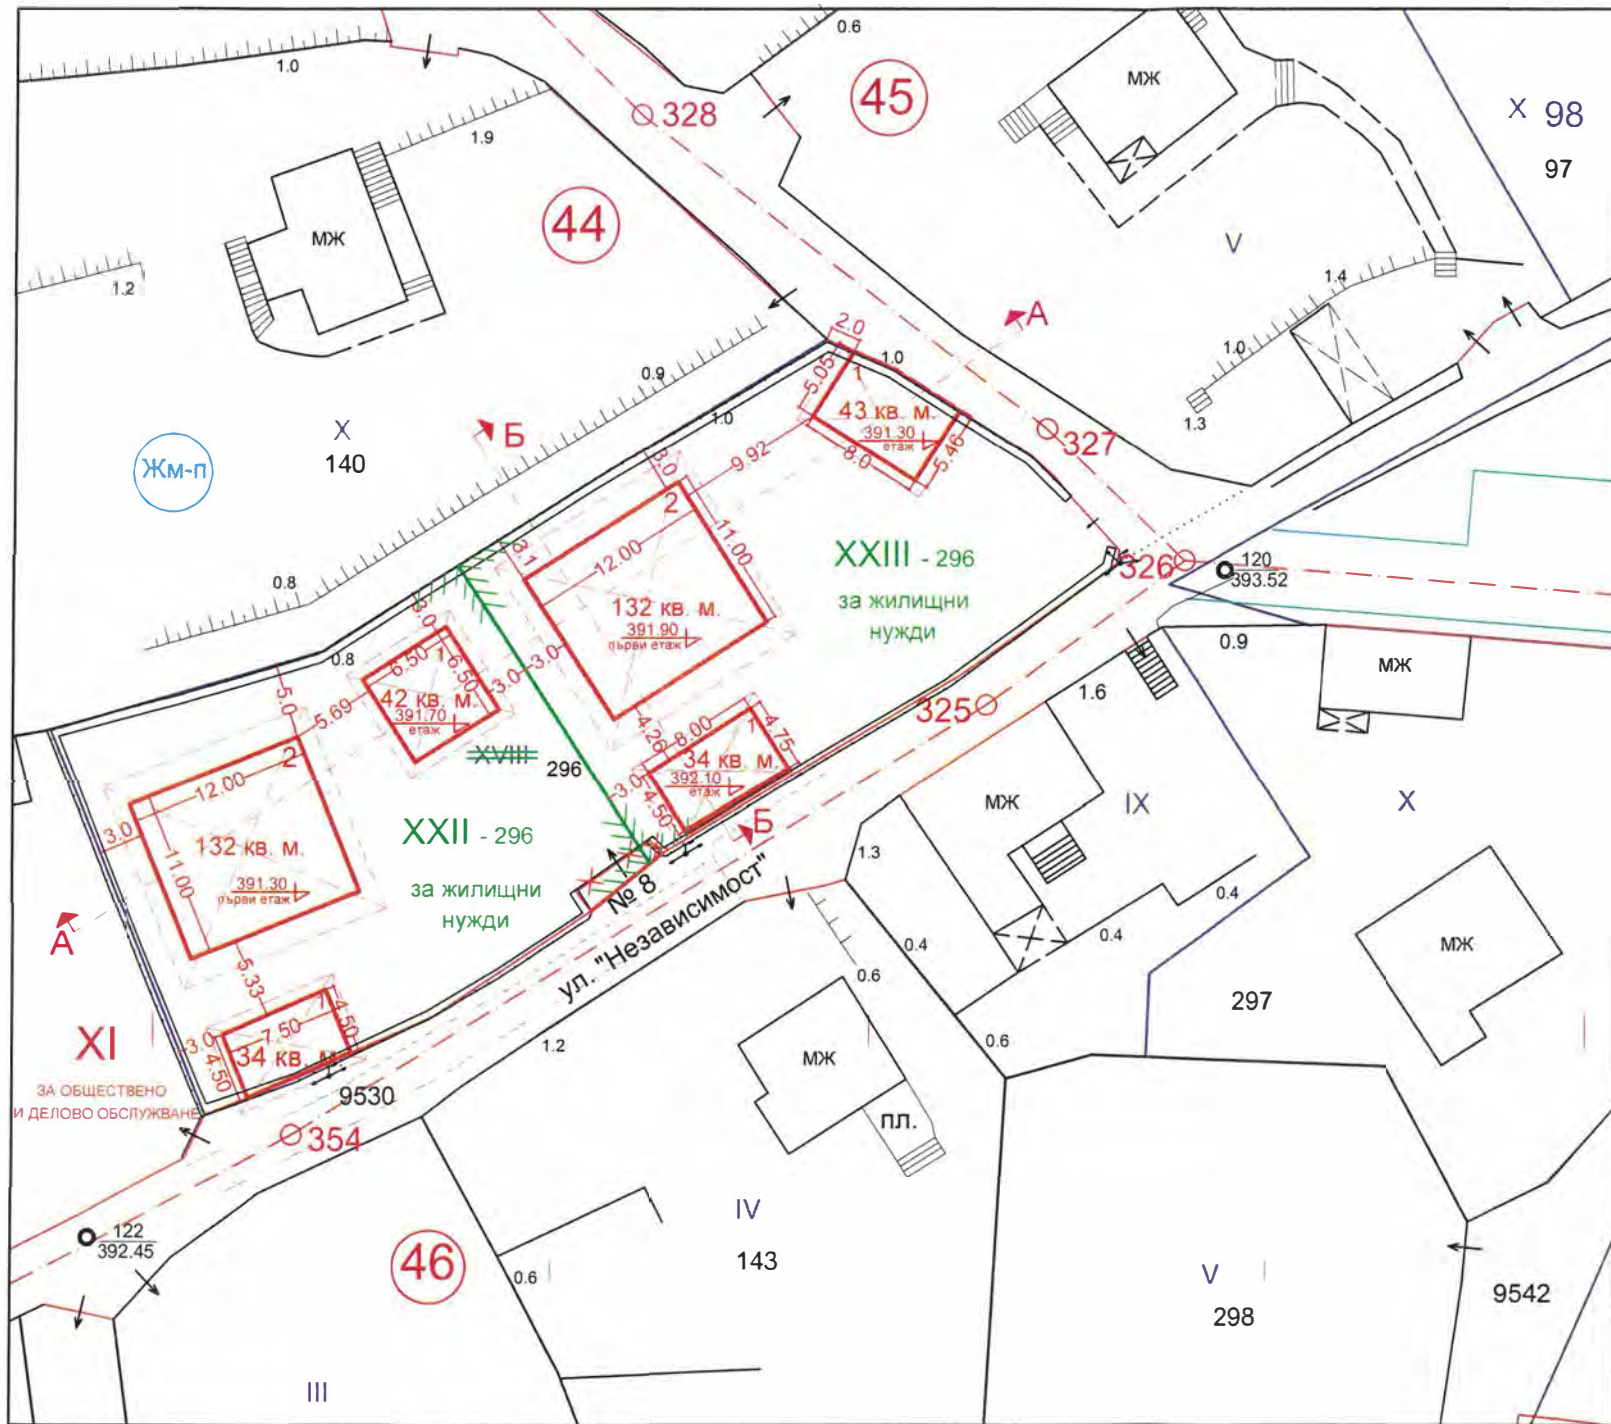 0.6
1.0
45
МЖ
X 98
97
328
1.9
44
МЖ
V
1.2
1.4
А
2.0
1.0
1.0
0.9
5.05
1
43 кв. м.
391.30
етаж
8.0
5.46
1.0
1.3
327
X
140
Жм-п
Б
3.0
9.92
2
11.00
12.00
3.1
132 кв. м.
391.90
първи етаж
XXIII - 296
за жилищни
нужди
326
120
393.52
0.8
0.8
3.0
6.50
1
6.50
3.0
3.0
42 кв. м.
391.70
етаж
5.0
5.69
0.9
МЖ
1.6
325
4.26
8.00
1
4.75
34 кв. м.
392.10
етаж
3.0
4.50
XVIII
296
2
12.00
3.0
132 кв. м.
11.00
391.30
първи етаж
XXII - 296
за жилищни
нужди
Б
№ 8
ул. "Независимост"
МЖ
IX
X
1.3
0.4
0.4
0.4
МЖ
А
5.33
0.6
297
XI
ЗА ОБЩЕСТВЕНО
И ДЕЛОВО ОБСЛУЖВАНЕ
3.0
7.50
1
4.50
34 кв. м.
4.50
9530
1.2
0.6
МЖ
пл.
354
122
392.45
46
0.6
IV
143
V
298
9542
III